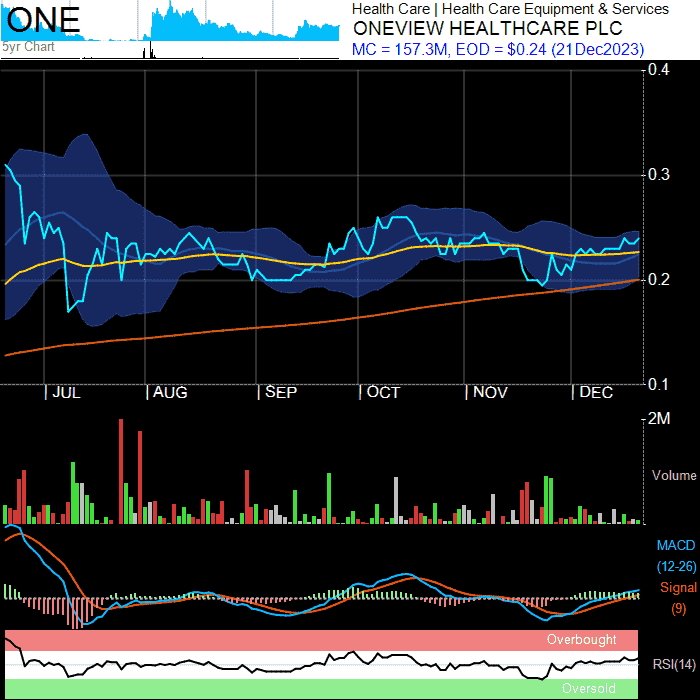 ONE
5yr Chart
Health Care | Health Care Equipment & Services
ONEVIEW HEALTHCARE PLC
MC = 157.3M, EOD = $0.24 (21Dec2023)
0.4
0.3
0.2
0.1
| JUL | AUG | SEP | OCT | NOV | DEC
2M
Volume
MACD
(12-26)
Signal
(9)
Overbought
RSI(14)
Oversold